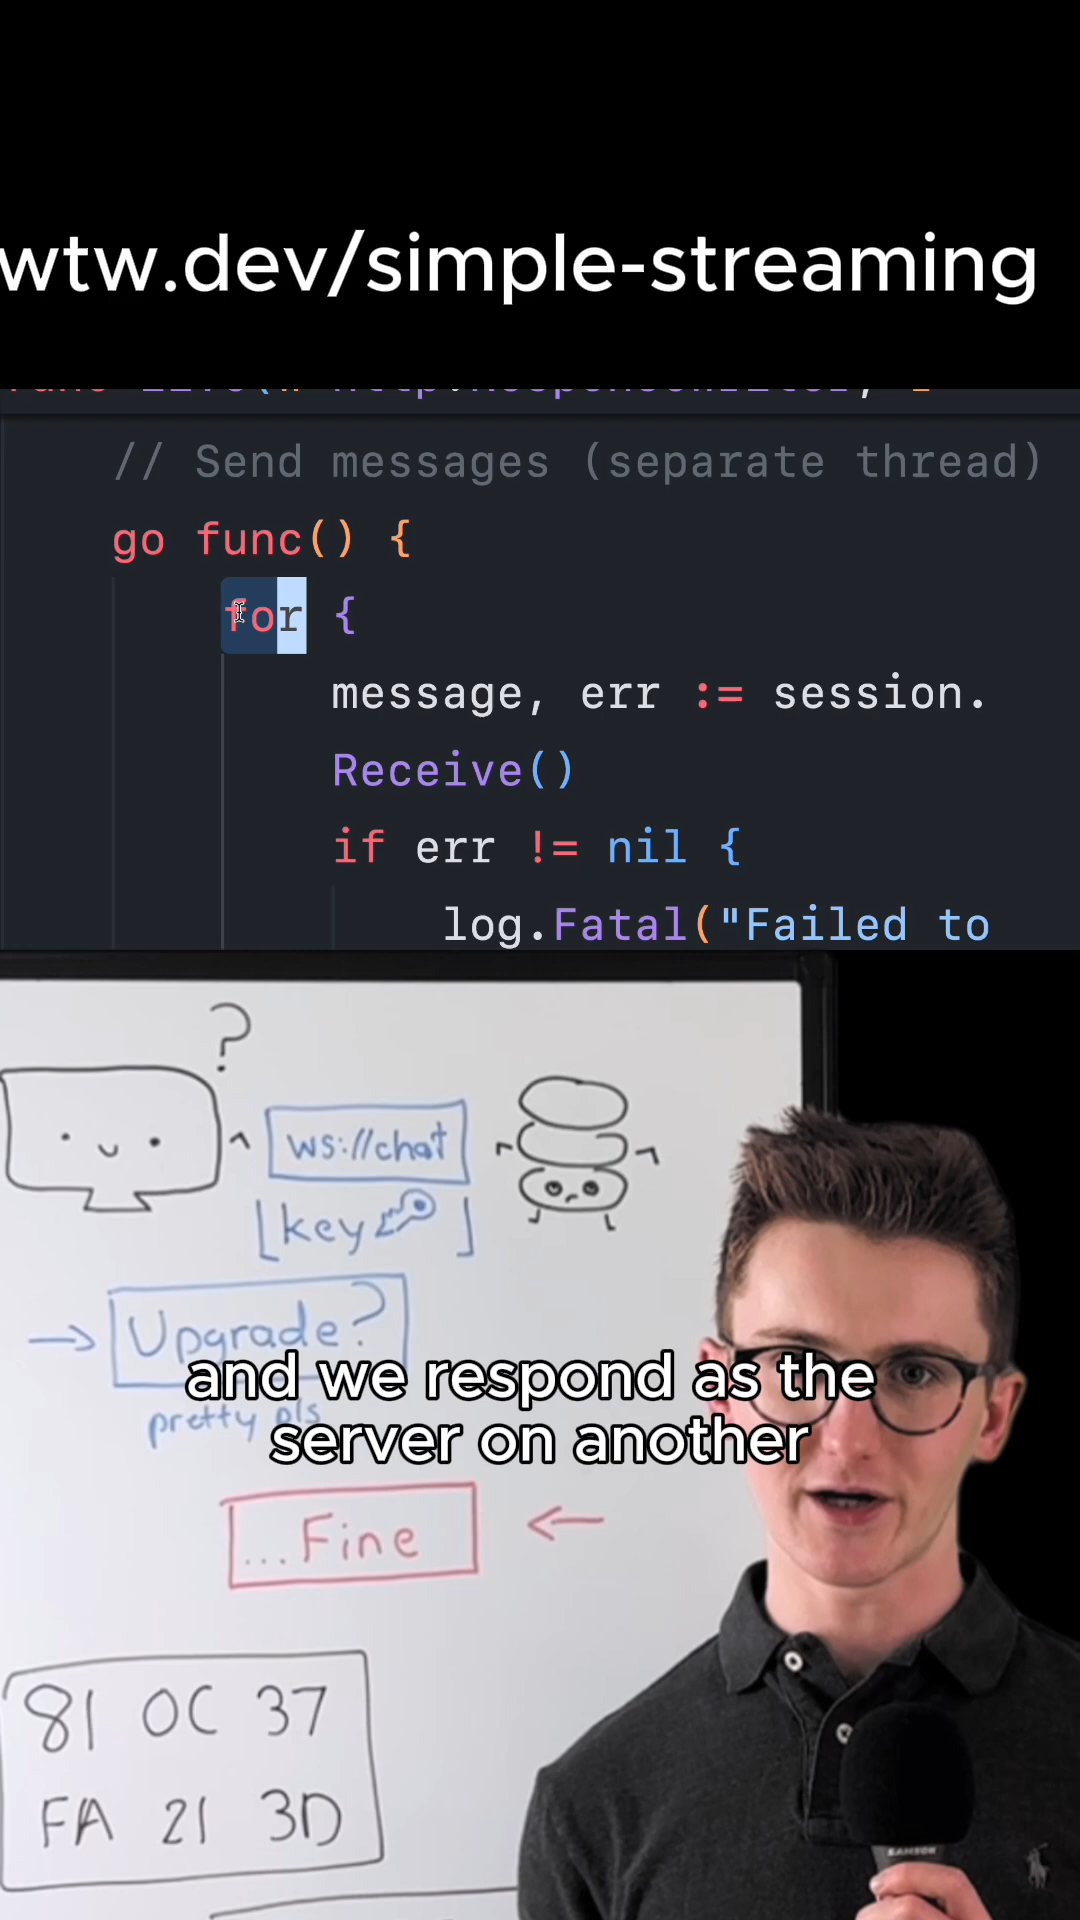 wtw.dev/simple-streaming
// Send messages (separate thread)
go func() {
for {
message, err := session.
Receive()
if err != nil {
log.Fatal("Failed to
?
ws://chat
[key ]
→ Upgrade?
pretty pls
and we respond as the
server on another
...Fine ←
81 0C 37
FA 21 3D
SAMSON